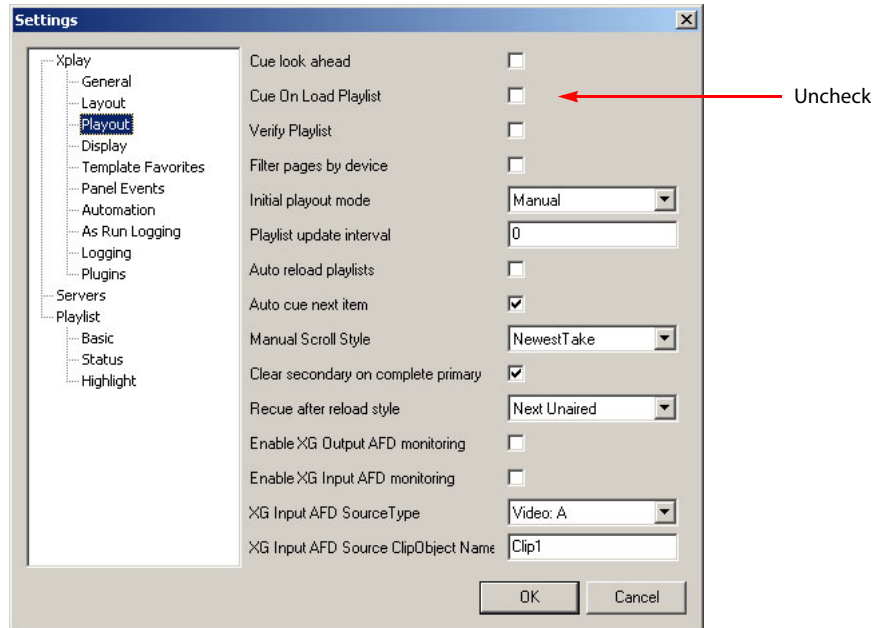 Settings
Xplay
General
Layout
Playout
Display
Template Favorites
Panel Events
Automation
As Run Logging
Logging
Plugins
Servers
Playlist
Basic
Status
Highlight
Cue look ahead
Cue On Load Playlist
Uncheck
Verify Playlist
Filter pages by device
Initial playout mode
Manual
Playlist update interval
0
Auto reload playlists
Auto cue next item
Manual Scroll Style
NewestTake
Clear secondary on complete primary
Recue after reload style
Next Unaired
Enable XG Output AFD monitoring
Enable XG Input AFD monitoring
XG Input AFD SourceType
Video: A
XG Input AFD Source ClipObject Name
Clip1
OK
Cancel